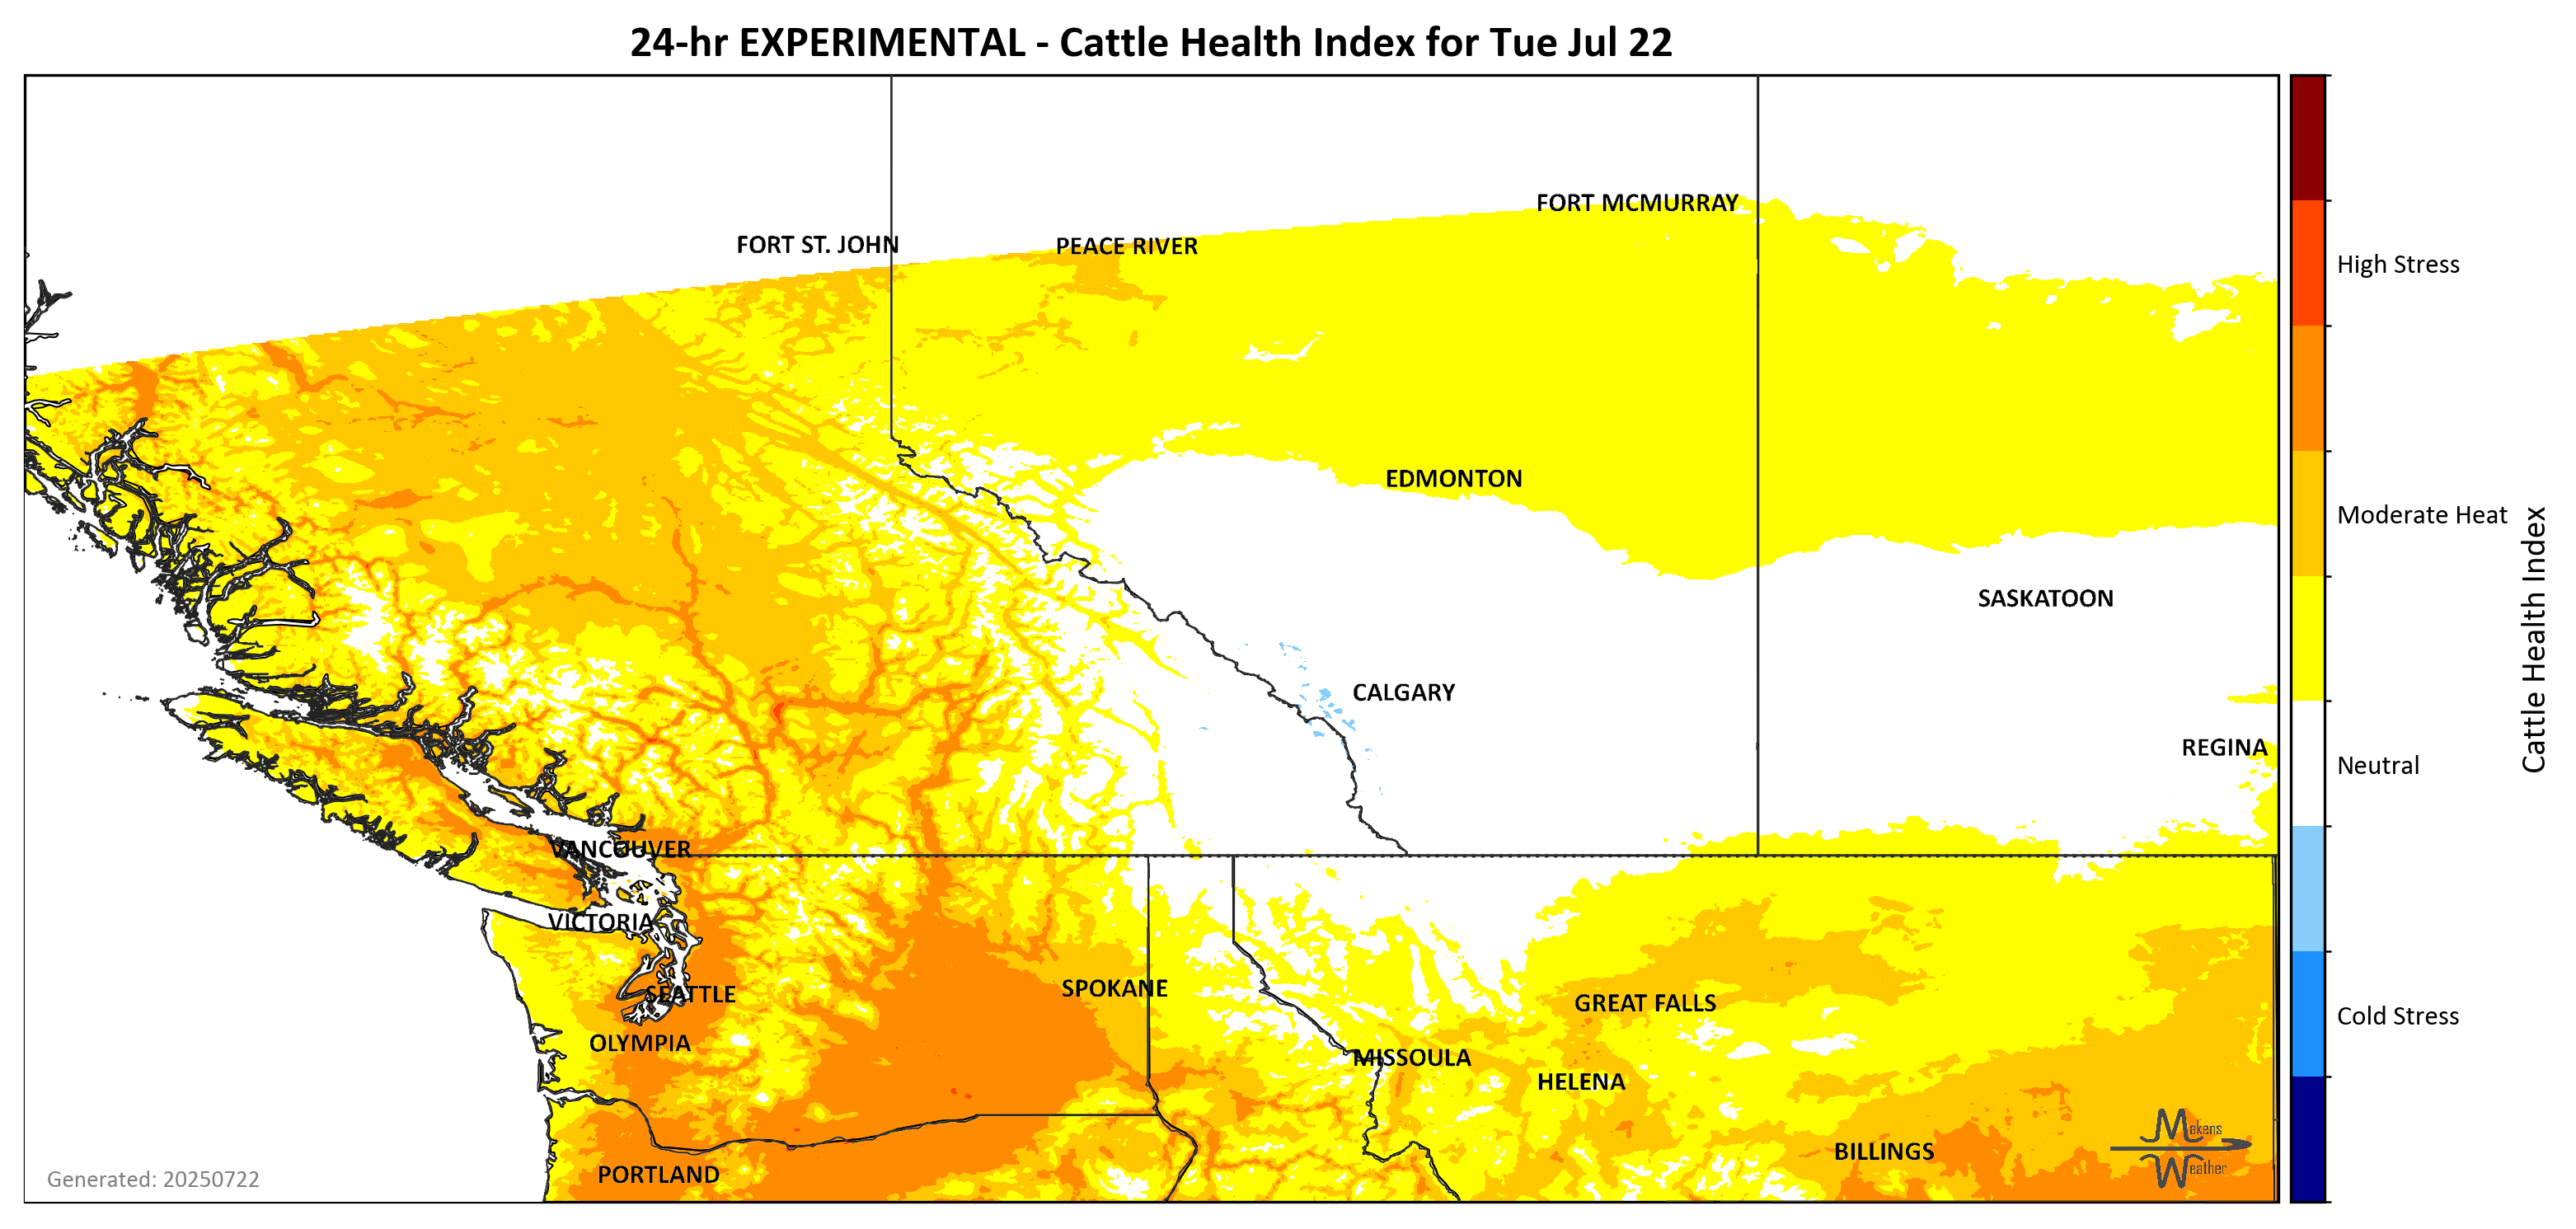 24-hr EXPERIMENTAL - Cattle Health Index for Tue Jul 22
FORT MCMURRAY
FORT ST. JOHN
PEACE RIVER
High Stress
EDMONTON
Moderate Heat
SASKATOON
Cattle Health Index
CALGARY
REGINA
Neutral
VANCOUVER
VICTORIA
SPOKANE
SEATTLE
GREAT FALLS
Cold Stress
OLYMPIA
MISSOULA
HELENA
Makens
Weather
BILLINGS
PORTLAND
Generated: 20250722